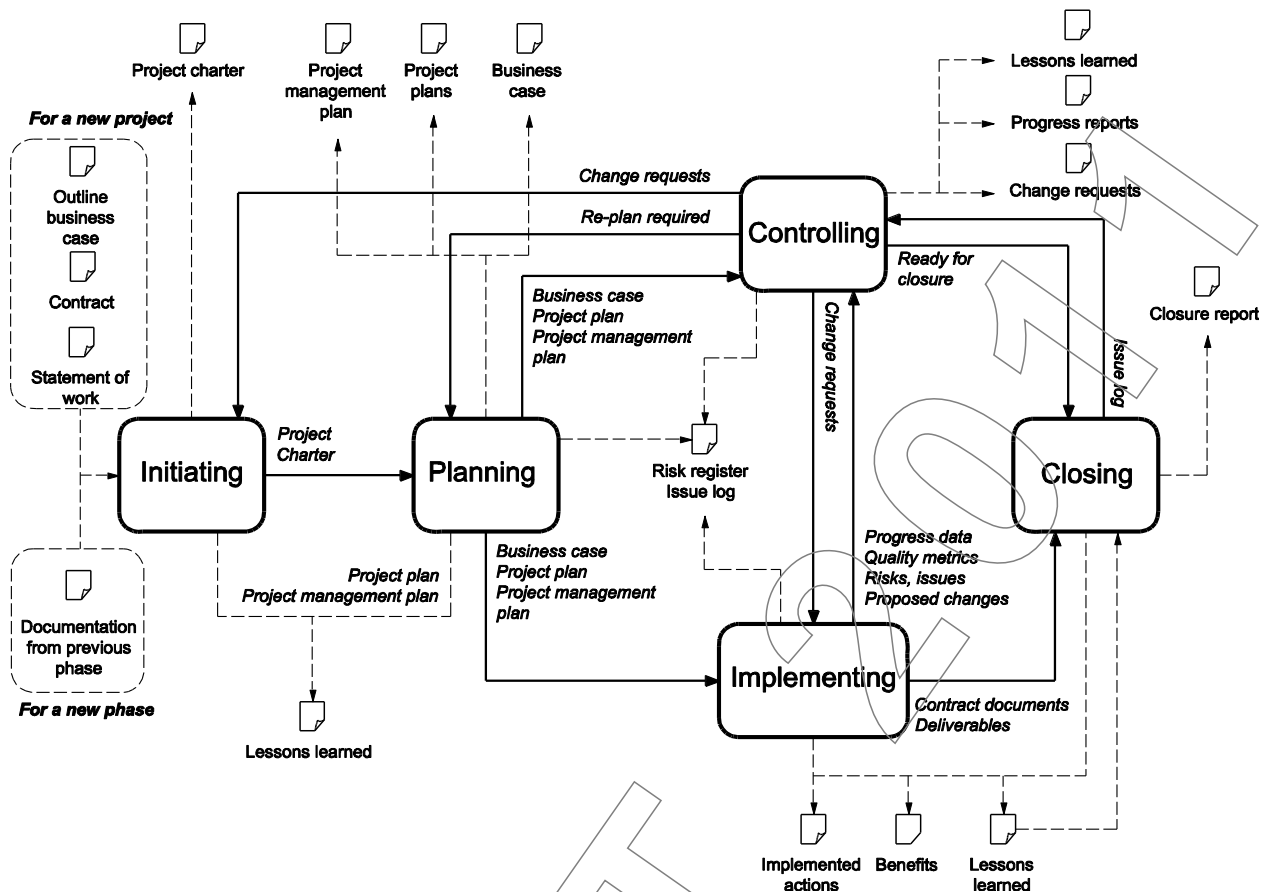 Project charter
Project
management
plan
Project
plans
Business
case
Lessons learned
Progress reports
Change requests
For a new project
Outline
business
case
Contract
Statement of
work
Change requests
Re-plan required
Controlling
Ready for
closure
Closure report
Business case
Project plan
Project management
plan
Change requests
Issue log
Project
Charter
Initiating
Planning
Risk register
Issue log
Closing
Business case
Project plan
Project management
plan
Progress data
Quality metrics
Risks, issues
Proposed changes
Project plan
Project management plan
Documentation
from previous
phase
For a new phase
Implementing
Contract documents
Deliverables
Lessons learned
Implemented
actions
Benefits
Lessons
learned